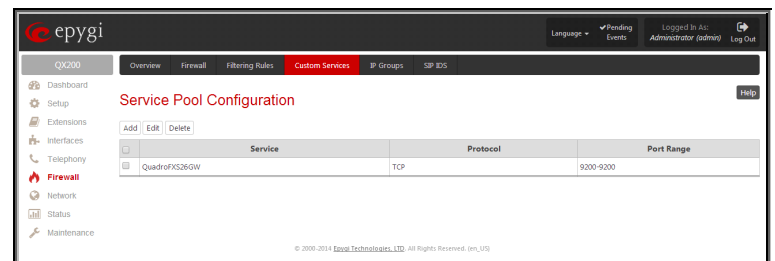 epygi
Language
Pending Events
Logged In As:
Administrator (admin)
Log Out
QX200
Overview
Firewall
Filtering Rules
Custom Services
IP Groups
SIP IDS
Dashboard
Setup
Extensions
Interfaces
Telephony
Firewall
Network
Status
Maintenance
Service Pool Configuration
Help
Add
Edit
Delete
Service
Protocol
Port Range
QuadroFXS26GW
TCP
9200-9200
© 2000-2014 Epygi Technologies, LTD. All Rights Reserved. (en_US)